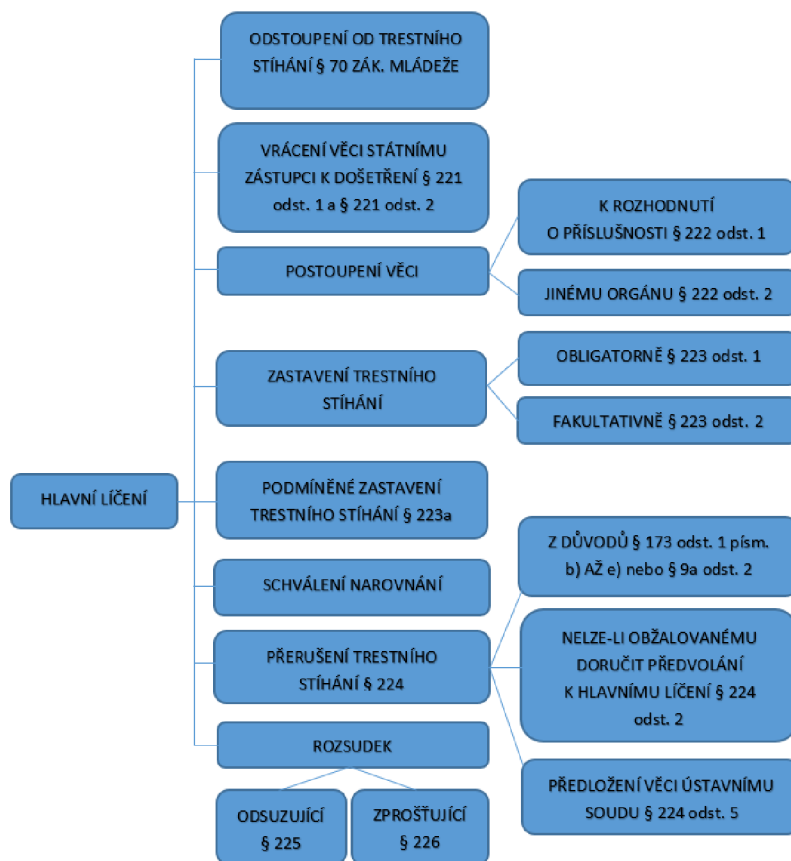 ODSTOUPENÍ OD TRESTNÍHO
STÍHÁNÍ § 70 ZÁK. MLÁDEŽE
VRÁCENÍ VĚCI STÁTNÍMU
ZÁSTUPCI K DOŠETŘENÍ § 221
odst. 1 a § 221 odst. 2
K ROZHODNUTÍ
O PŘÍSLUŠNOSTI § 222 odst. 1
POSTOUPENÍ VĚCI
JINÉMU ORGÁNU § 222 odst. 2
OBLIGATORNĚ § 223 odst. 1
ZASTAVENÍ TRESTNÍHO
STÍHÁNÍ
FAKULTATIVNĚ § 223 odst. 2
HLAVNÍ LÍČENÍ
PODMÍNĚNÉ ZASTAVENÍ
TRESTNÍHO STÍHÁNÍ § 223a
Z DŮVODŮ § 173 odst. 1 písm.
b) AŽ e) nebo § 9a odst. 2
SCHVÁLENÍ NAROVNÁNÍ
NELZE-LI OBŽALOVANÉMU
DORUČIT PŘEDVOLÁNÍ
K HLAVNÍMU LÍČENÍ § 224
odst. 2
PŘERUŠENÍ TRESTNÍHO
STÍHÁNÍ § 224
ROZSUDEK
PŘEDLOŽENÍ VĚCI ÚSTAVNÍMU
SOUDU § 224 odst. 5
ODSUZUJÍCÍ
§ 225
ZPROŠŤUJÍCÍ
§ 226